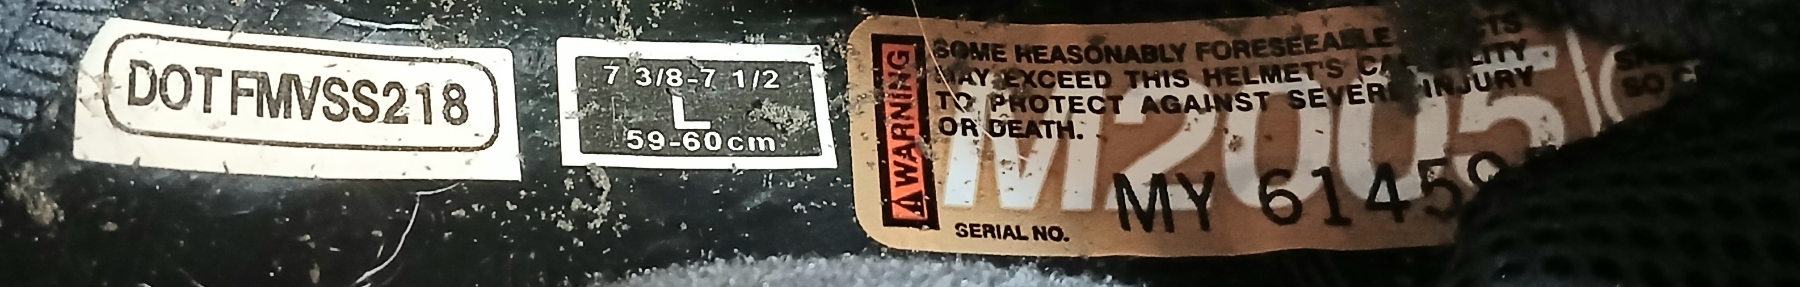 DOT FMVSS218
7 3/8-7 1/2
L
59-60cm
WARNING
SOME REASONABLY FORESEEABLE
MAY EXCEED THIS HELMET'S
TO PROTECT AGAINST SEVERE INJURY
OR DEATH.
M2005
SERIAL NO.
MY 6145
SO